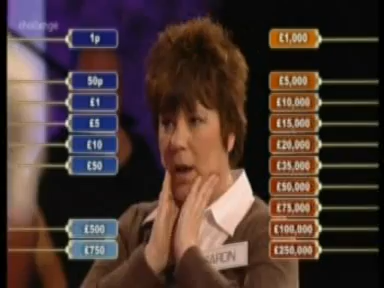 challenge
1p £1,000
50p £5,000
£1 £10,000
£5 £15,000
£10 £20,000
£50 £35,000
£50,000
£75,000
£500 £100,000
£750 £250,000